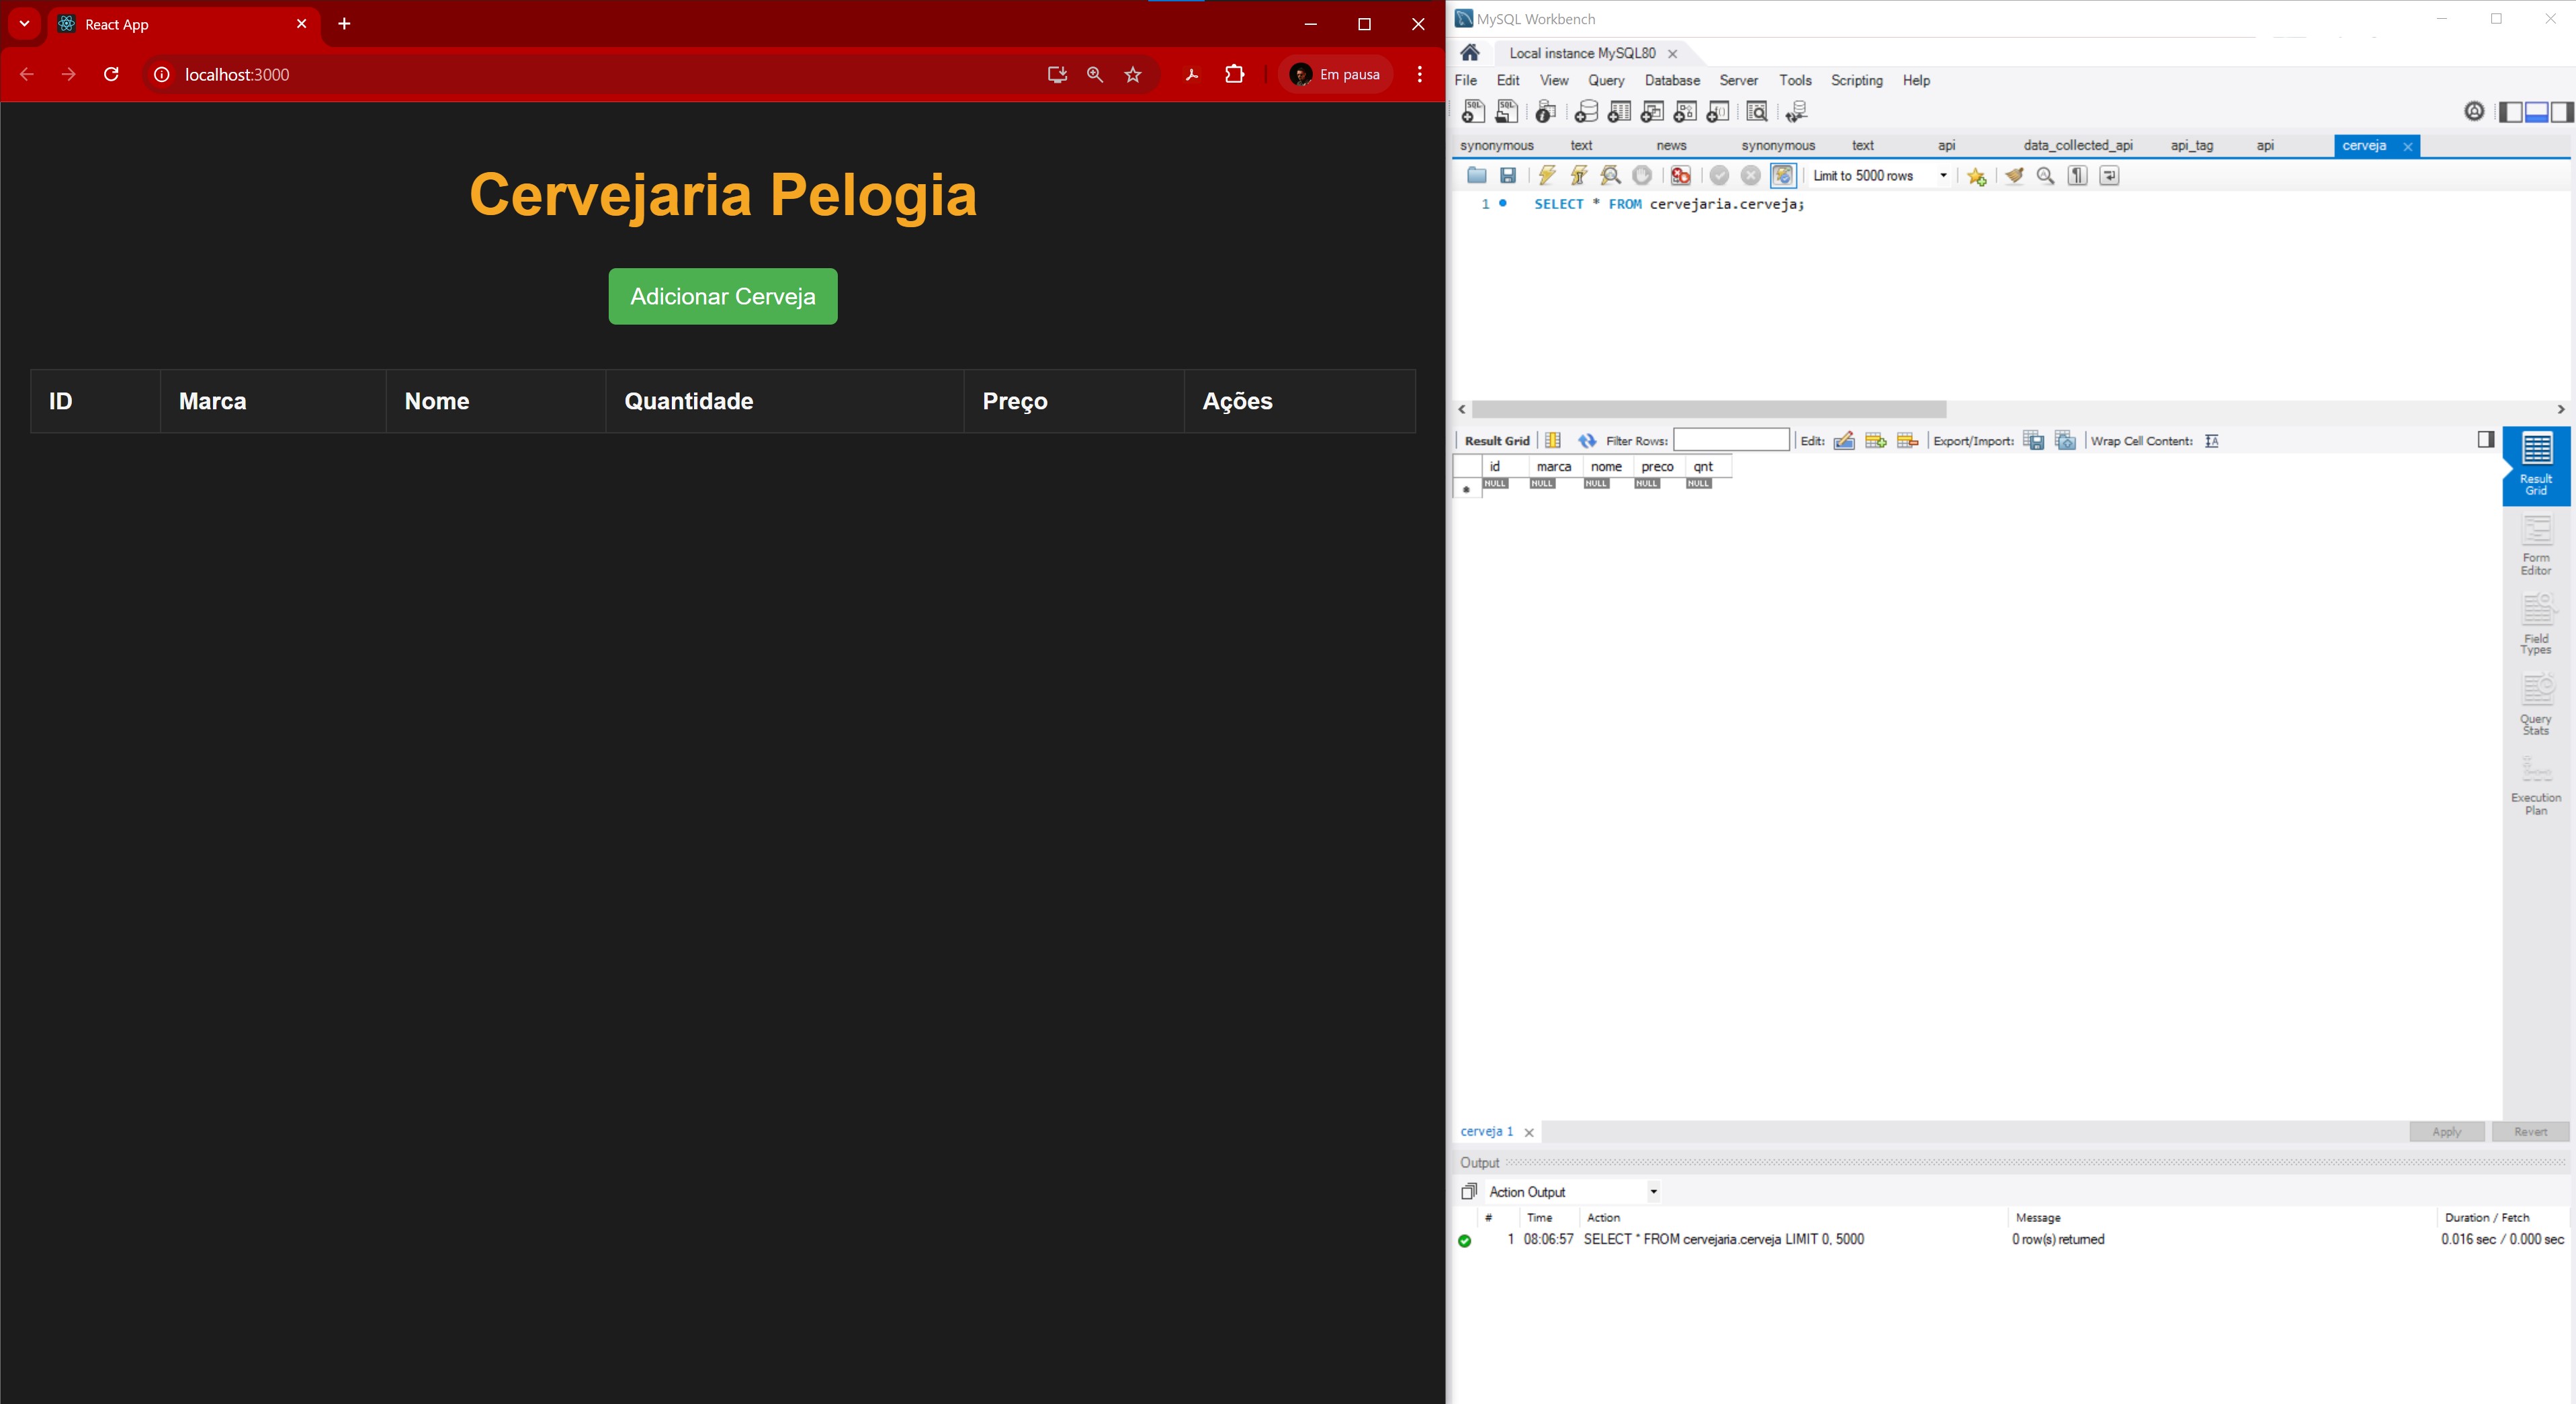 React App
localhost:3000
Em pausa
Cervejaria Pelogia
Adicionar Cerveja
ID Marca Nome Quantidade Preço Ações
MySQL Workbench
Local instance MySQL80
File Edit View Query Database Server Tools Scripting Help
SQL SQL
synonymous text news synonymous text api data_collected_api api_tag api cerveja
Limit to 5000 rows
1 SELECT * FROM cervejaria.cerveja;
Result Grid Filter Rows: Edit: Export/Import: Wrap Cell Content:
id marca nome preco qnt
NULL NULL NULL NULL NULL
Result
Grid
Form
Editor
Field
Types
Query
Stats
Execution
Plan
cerveja 1
Apply Revert
Output
Action Output
# Time Action Message Duration / Fetch
1 08:06:57 SELECT * FROM cervejaria.cerveja LIMIT 0, 5000 0 row(s) returned 0.016 sec / 0.000 sec